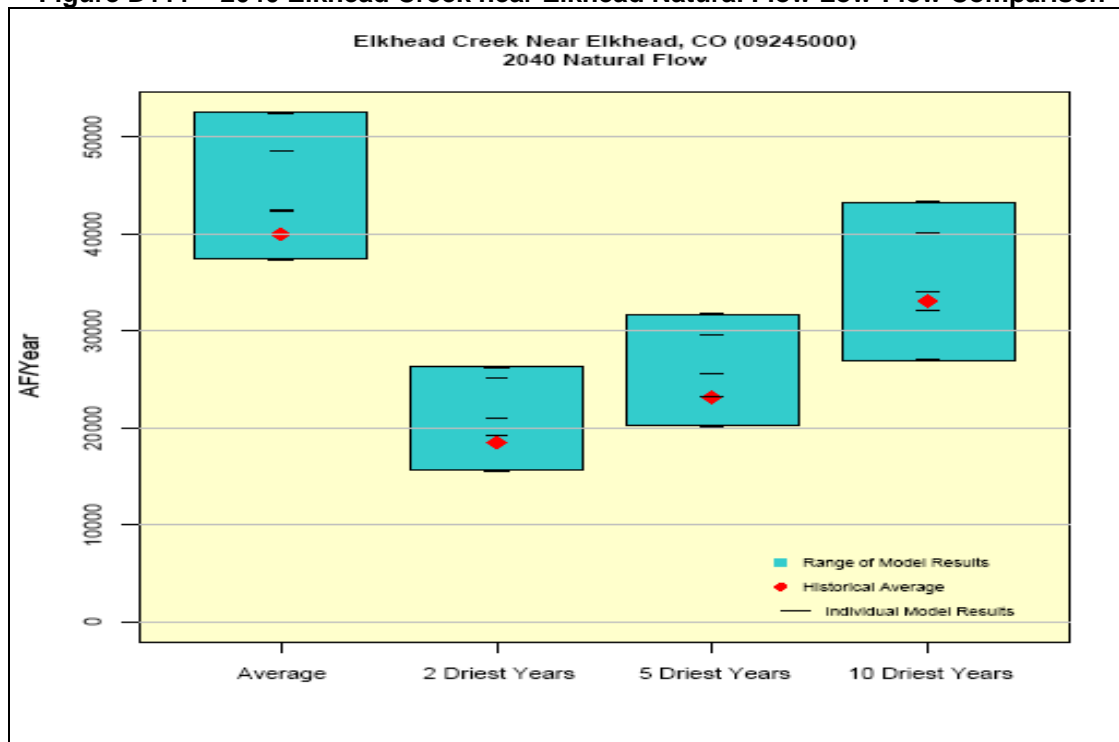 Elkhead Creek Near Elkhead, CO (09245000)
2040 Natural Flow
AF/Year
50000
40000
30000
20000
10000
0
Range of Model Results
Historical Average
Individual Model Results
Average
2 Driest Years
5 Driest Years
10 Driest Years